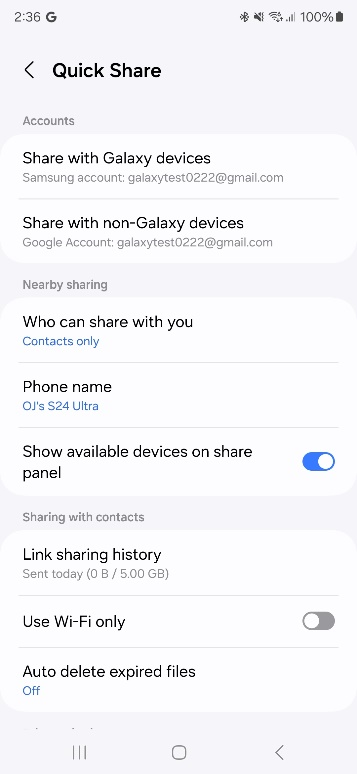 2:36 G 100%
Quick Share
Accounts
Share with Galaxy devices
Samsung account: galaxytest0222@gmail.com
Share with non-Galaxy devices
Google Account: galaxytest0222@gmail.com
Nearby sharing
Who can share with you
Contacts only
Phone name
OJ's S24 Ultra
Show available devices on share
panel
Sharing with contacts
Link sharing history
Sent today (0 B / 5.00 GB)
Use Wi-Fi only
Auto delete expired files
Off